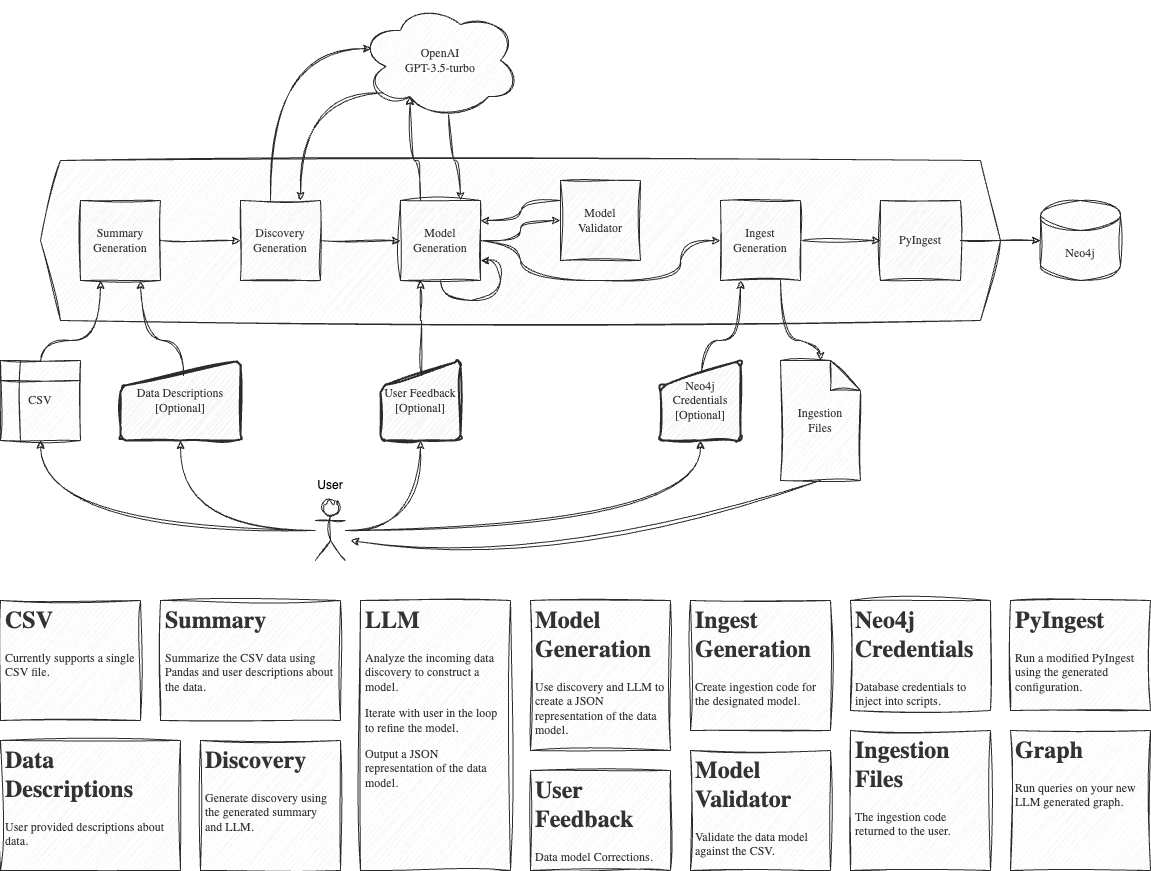 OpenAI
GPT-3.5-turbo
Summary
Generation
Discovery
Generation
Model
Generation
Model
Validator
Ingest
Generation
PyIngest
Neo4j
CSV
Data Descriptions
[Optional]
User Feedback
[Optional]
Neo4j
Credentials
[Optional]
Ingestion
Files
User
CSV
Currently supports a single
CSV file.
Summary
Summarize the CSV data using
Pandas and user descriptions about
the data.
LLM
Analyze the incoming data
discovery to construct a
model.
Iterate with user in the loop
to refine the model.
Output a JSON
representation of the data
model.
Model
Generation
Use discovery and LLM to
create a JSON
representation of the data
model.
Ingest
Generation
Create ingestion code for
the designated model.
Neo4j
Credentials
Database credentials to
inject into scripts.
PyIngest
Run a modified PyIngest
using the generated
configuration.
Data
Descriptions
User provided descriptions about
data.
Discovery
Generate discovery using
the generated summary
and LLM.
User
Feedback
Data model Corrections.
Model
Validator
Validate the data model
against the CSV.
Ingestion
Files
The ingestion code
returned to the user.
Graph
Run queries on your new
LLM generated graph.